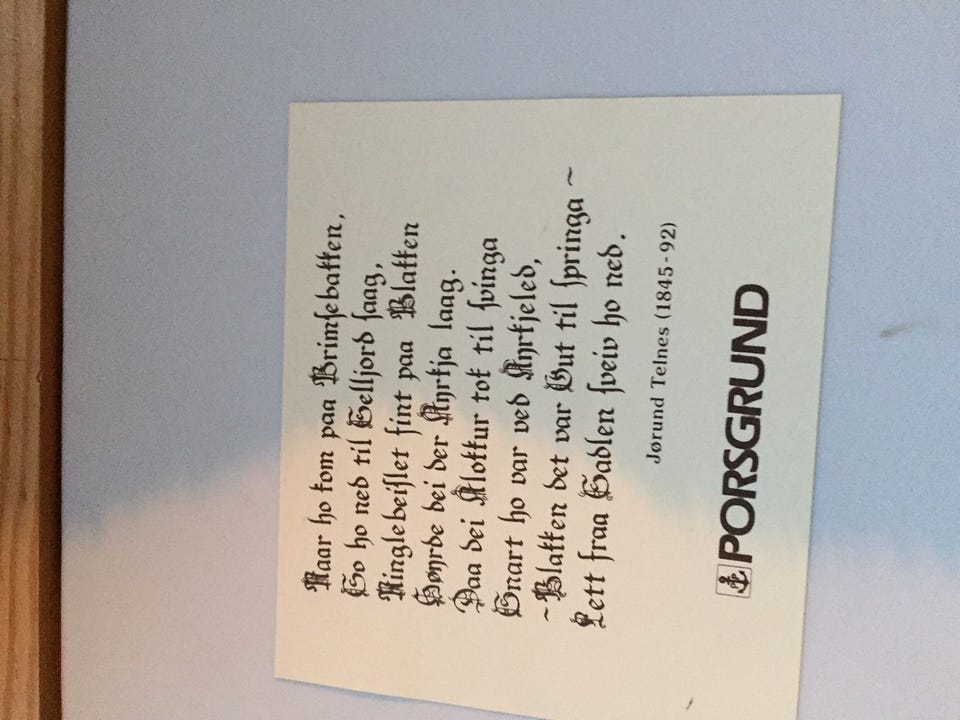 Naar ho kom paa Brimsebakken,
So ho ned til Selljord saag,
Ringlebeislet fint paa Blakken
Høyrde dei der Kyrkja laag.
Daa dei Klokkur tok til svinga
Snart ho var ved Kyrkjeled,
~Blakken det var Gut til springa ~
Lett fraa Sadlen sveiv ho ned.
Jørund Telnes (1845-92)
PORSGRUND